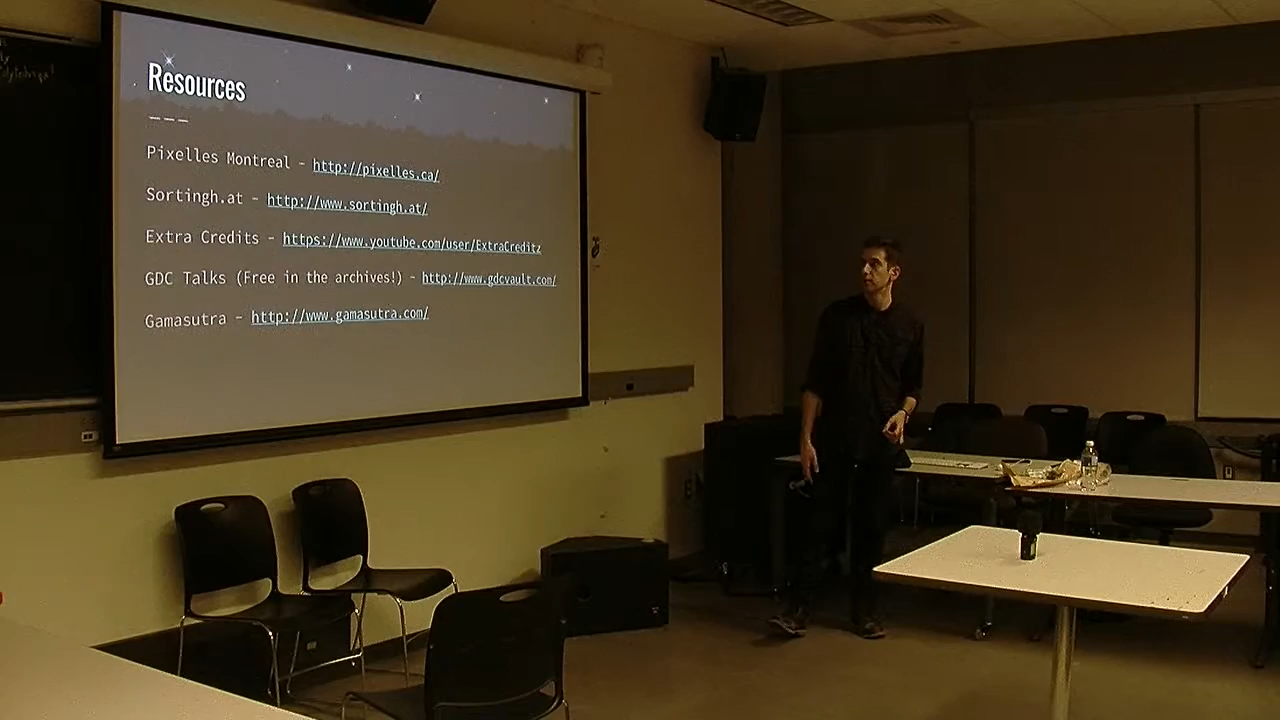 Resources
Pixelles Montreal - http://pixelles.ca/
Sortingh.at - http://www.sortingh.at/
Extra Credits - https://www.youtube.com/user/ExtraCreditz
GDC Talks (Free in the archives!) - http://www.gdcvault.com/
Gamasutra - http://www.gamasutra.com/